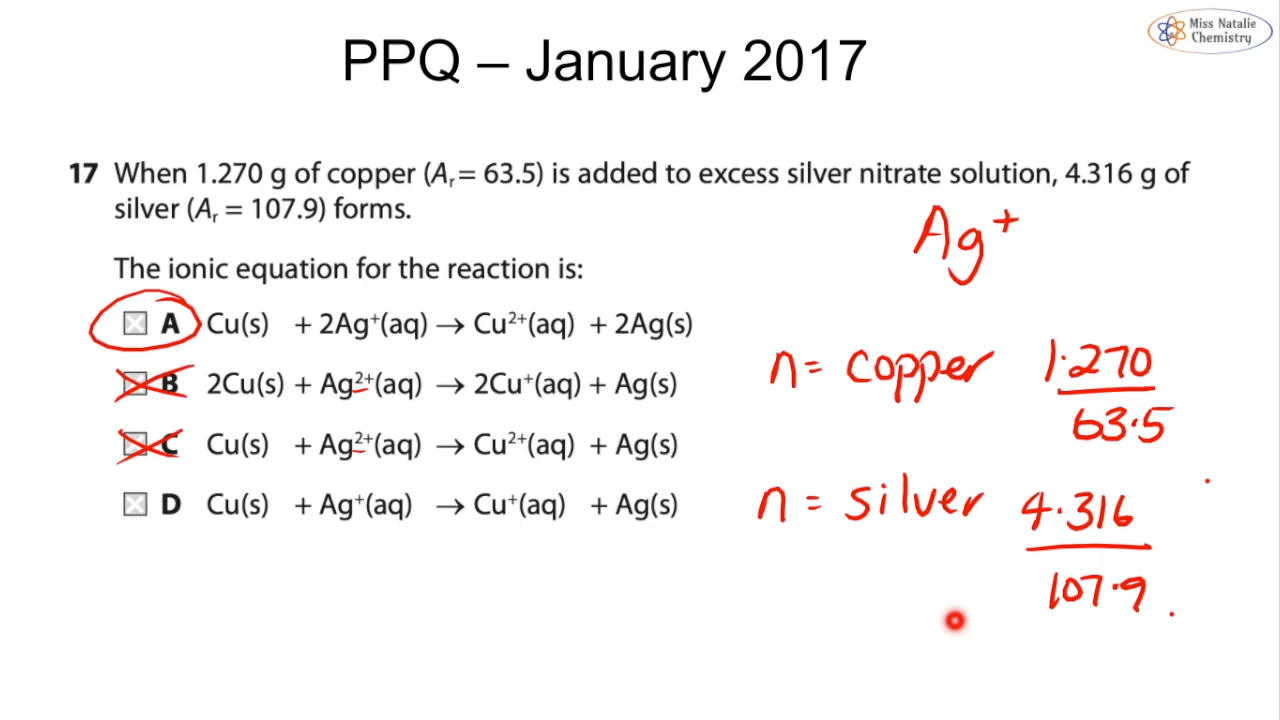 Miss Natalie
Chemistry
PPQ – January 2017
17 When 1.270 g of copper (Ar = 63.5) is added to excess silver nitrate solution, 4.316 g of
silver (Ar = 107.9) forms.
Ag+
The ionic equation for the reaction is:
A Cu(s) + 2Ag+(aq) → Cu2+(aq) + 2Ag(s)
B 2Cu(s) + Ag2+(aq) → 2Cu+(aq) + Ag(s)
C Cu(s) + Ag2+(aq) → Cu2+(aq) + Ag(s)
D Cu(s) + Ag+(aq) → Cu+(aq) + Ag(s)
n= copper 1.270
63.5
n = silver 4.316
107.9